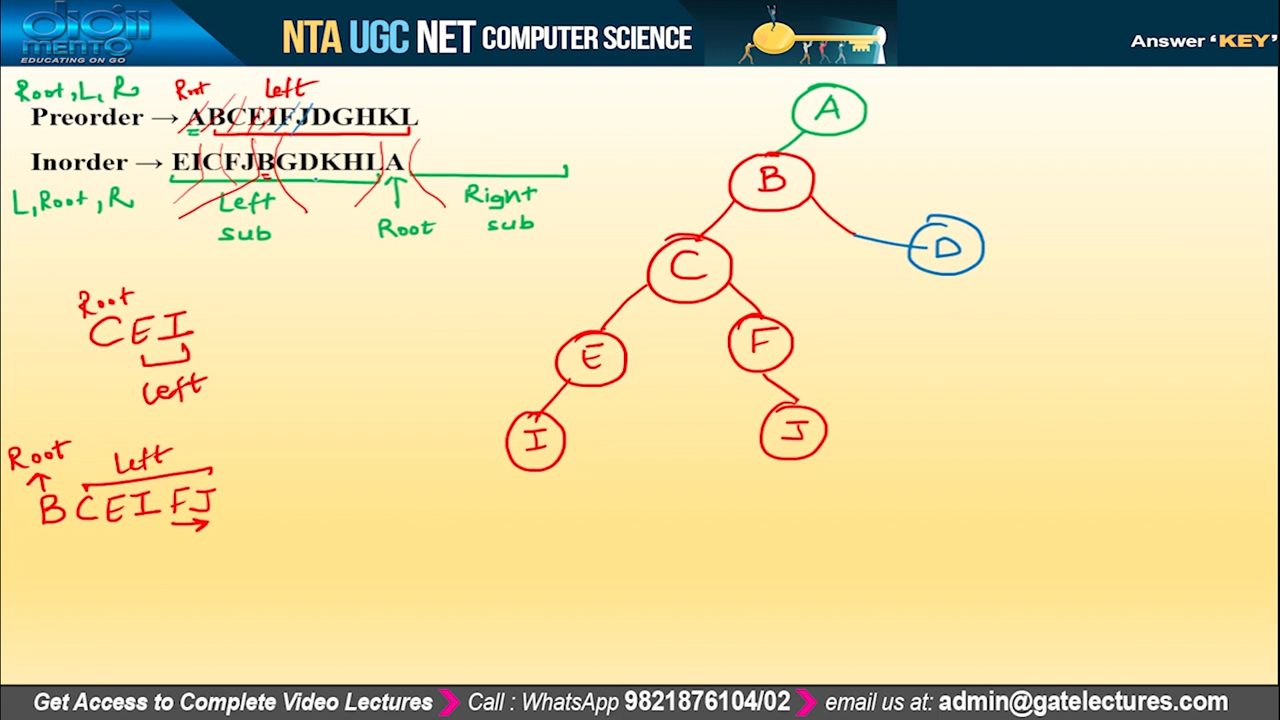 didii
MENTO
EDUCATING ON GO
NTA UGC NET COMPUTER SCIENCE
Answer ‘KEY’
Root, L, R
Root
Left
Preorder → ABCEIFJDGHKL
Inorder → EICFJBGDKHLA
L, Root, R
Left
sub
Root
Right
sub
Root
C E I
Left
Root
Left
B C E I F J
A
B
C
D
E
F
I
J
Get Access to Complete Video Lectures
Call : WhatsApp 9821876104/02
email us at: admin@gatelectures.com